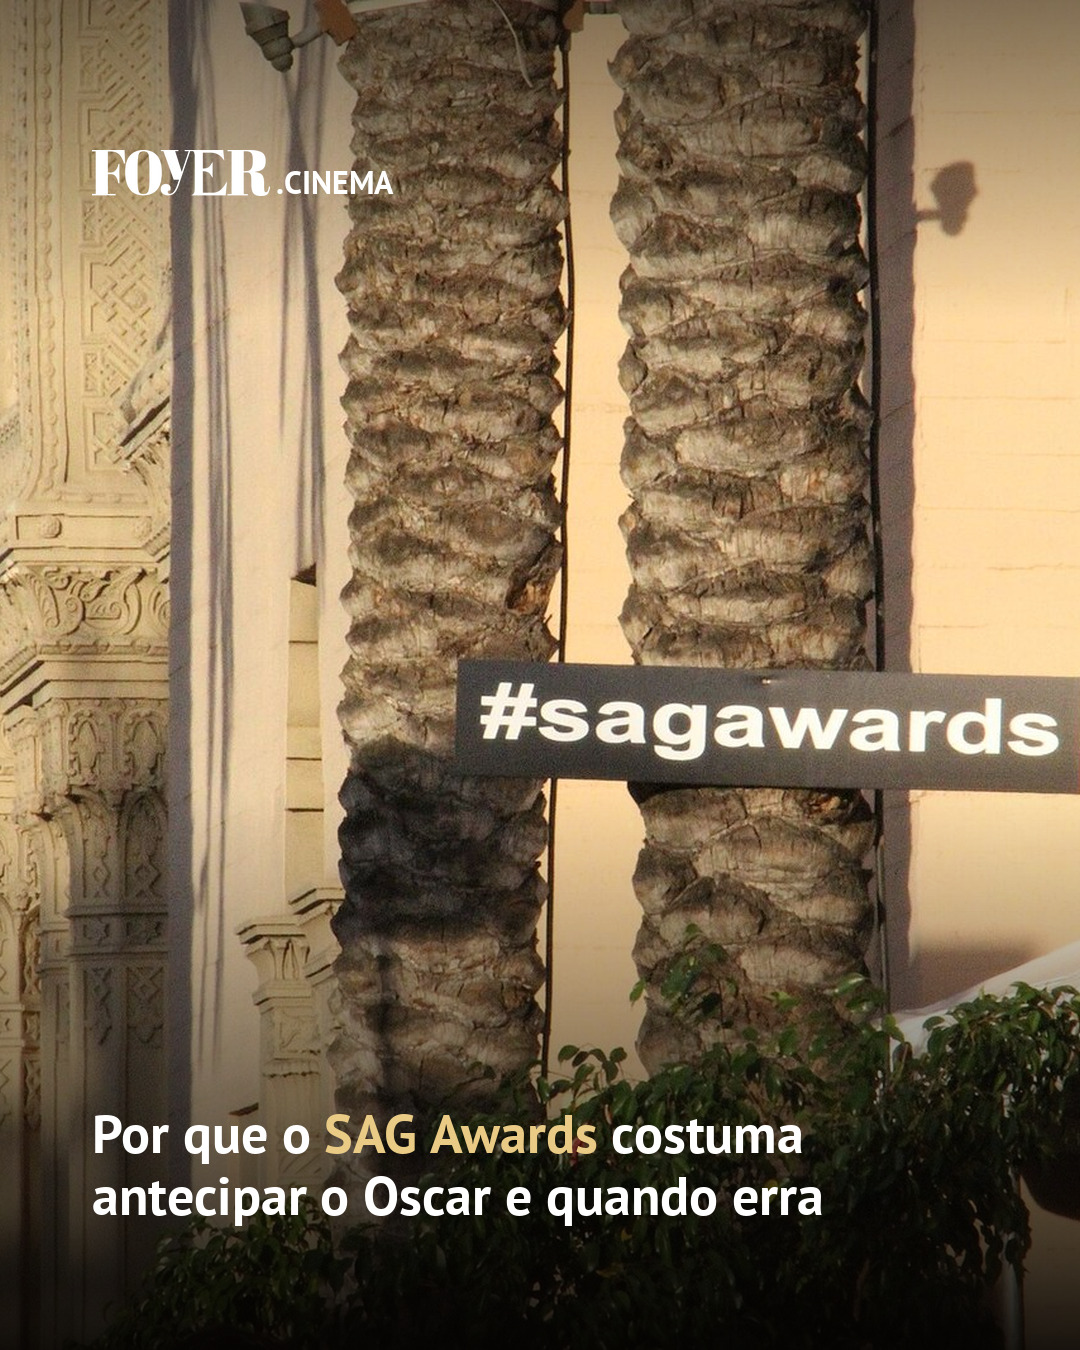 FOYER.CINEMA
#sagawards
Por que o SAG Awards costuma
antecipar o Oscar e quando erra